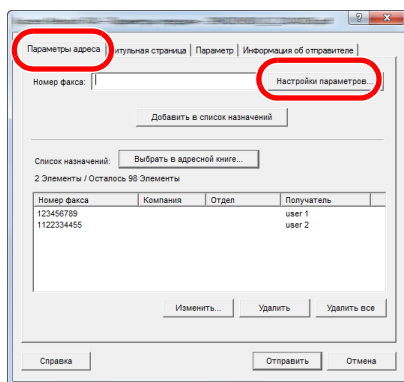 Параметры адреса итульная страница Параметр Информация об отправителе
Номер факса: Настройки параметров...
Добавить в список назначений
Список назначений: Выбрать в адресной книге...
2 Элементы / Осталось 98 Элементы
Номер факса Компания Отдел Получатель
123456789 user 1
1122334455 user 2
Изменить... Удалить Удалить все
Справка Отправить Отмена